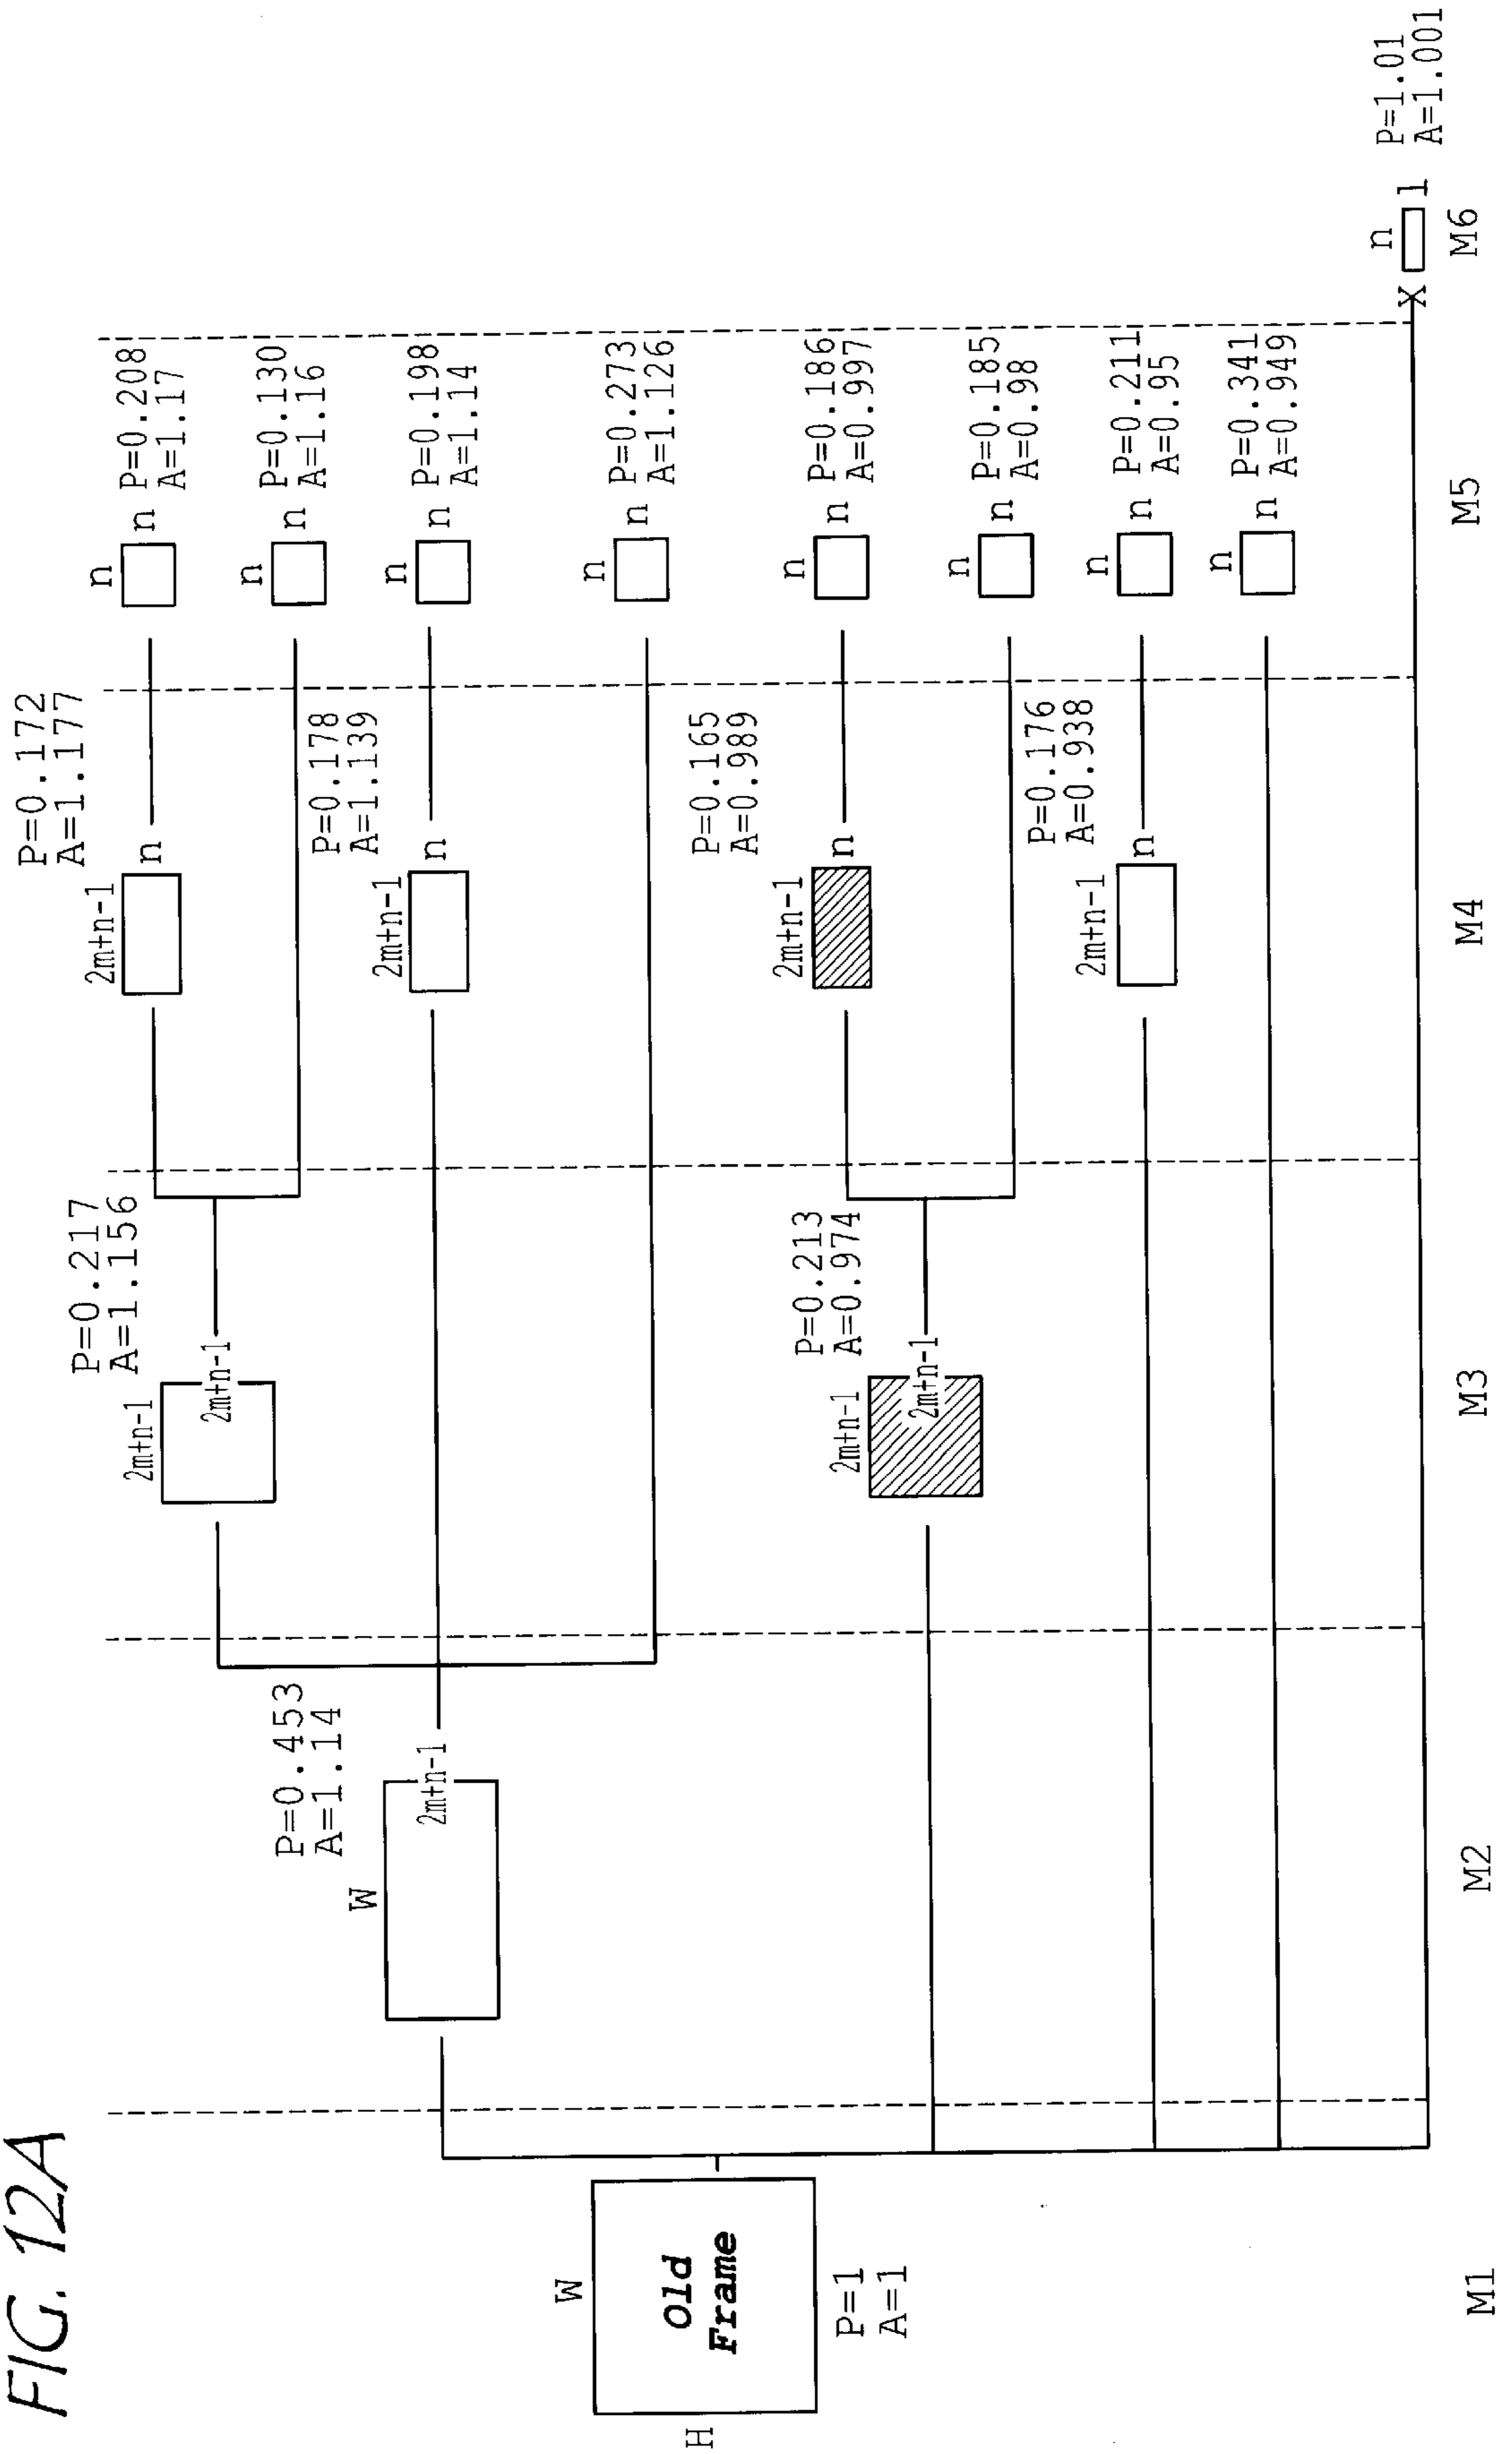 FIG. 12A
W
H
Old
Frame
P=1
A=1
M1
P=0.453
A=1.14
W
2m+n-1
M2
P=0.217
A=1.156
2m+n-1
2m+n-1
P=0.213
A=0.974
2m+n-1
2m+n-1
M3
P=0.172
A=1.177
2m+n-1
n
P=0.178
A=1.139
2m+n-1
n
P=0.165
A=0.989
2m+n-1
n
P=0.176
A=0.938
2m+n-1
n
M4
n
n
P=0.208
A=1.17
n
n
P=0.130
A=1.16
n
n
P=0.198
A=1.14
n
n
P=0.273
A=1.126
n
n
P=0.186
A=0.997
n
n
P=0.185
A=0.98
n
n
P=0.211
A=0.95
n
n
P=0.341
A=0.949
M5
X
n
1
P=1.01
A=1.001
M6